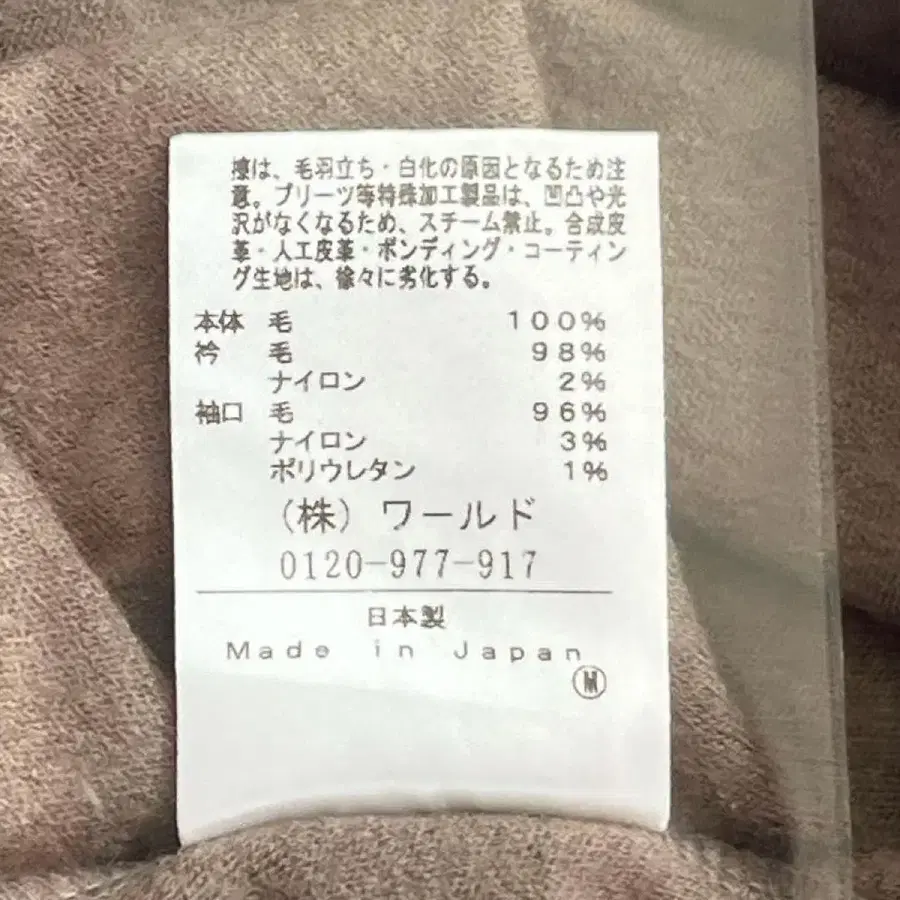 擦は、毛羽立ち・白化の原因となるため注
意。プリーツ等特殊加工製品は、凹凸や光
沢がなくなるため、スチーム禁止。合成皮
革・人工皮革・ボンディング・コーティン
グ生地は、徐々に劣化する。
本体 毛 100%
衿 毛 98%
ナイロン 2%
袖口 毛 96%
ナイロン 3%
ポリウレタン 1%
(株) ワールド
0120-977-917
日本製
Made in Japan
M